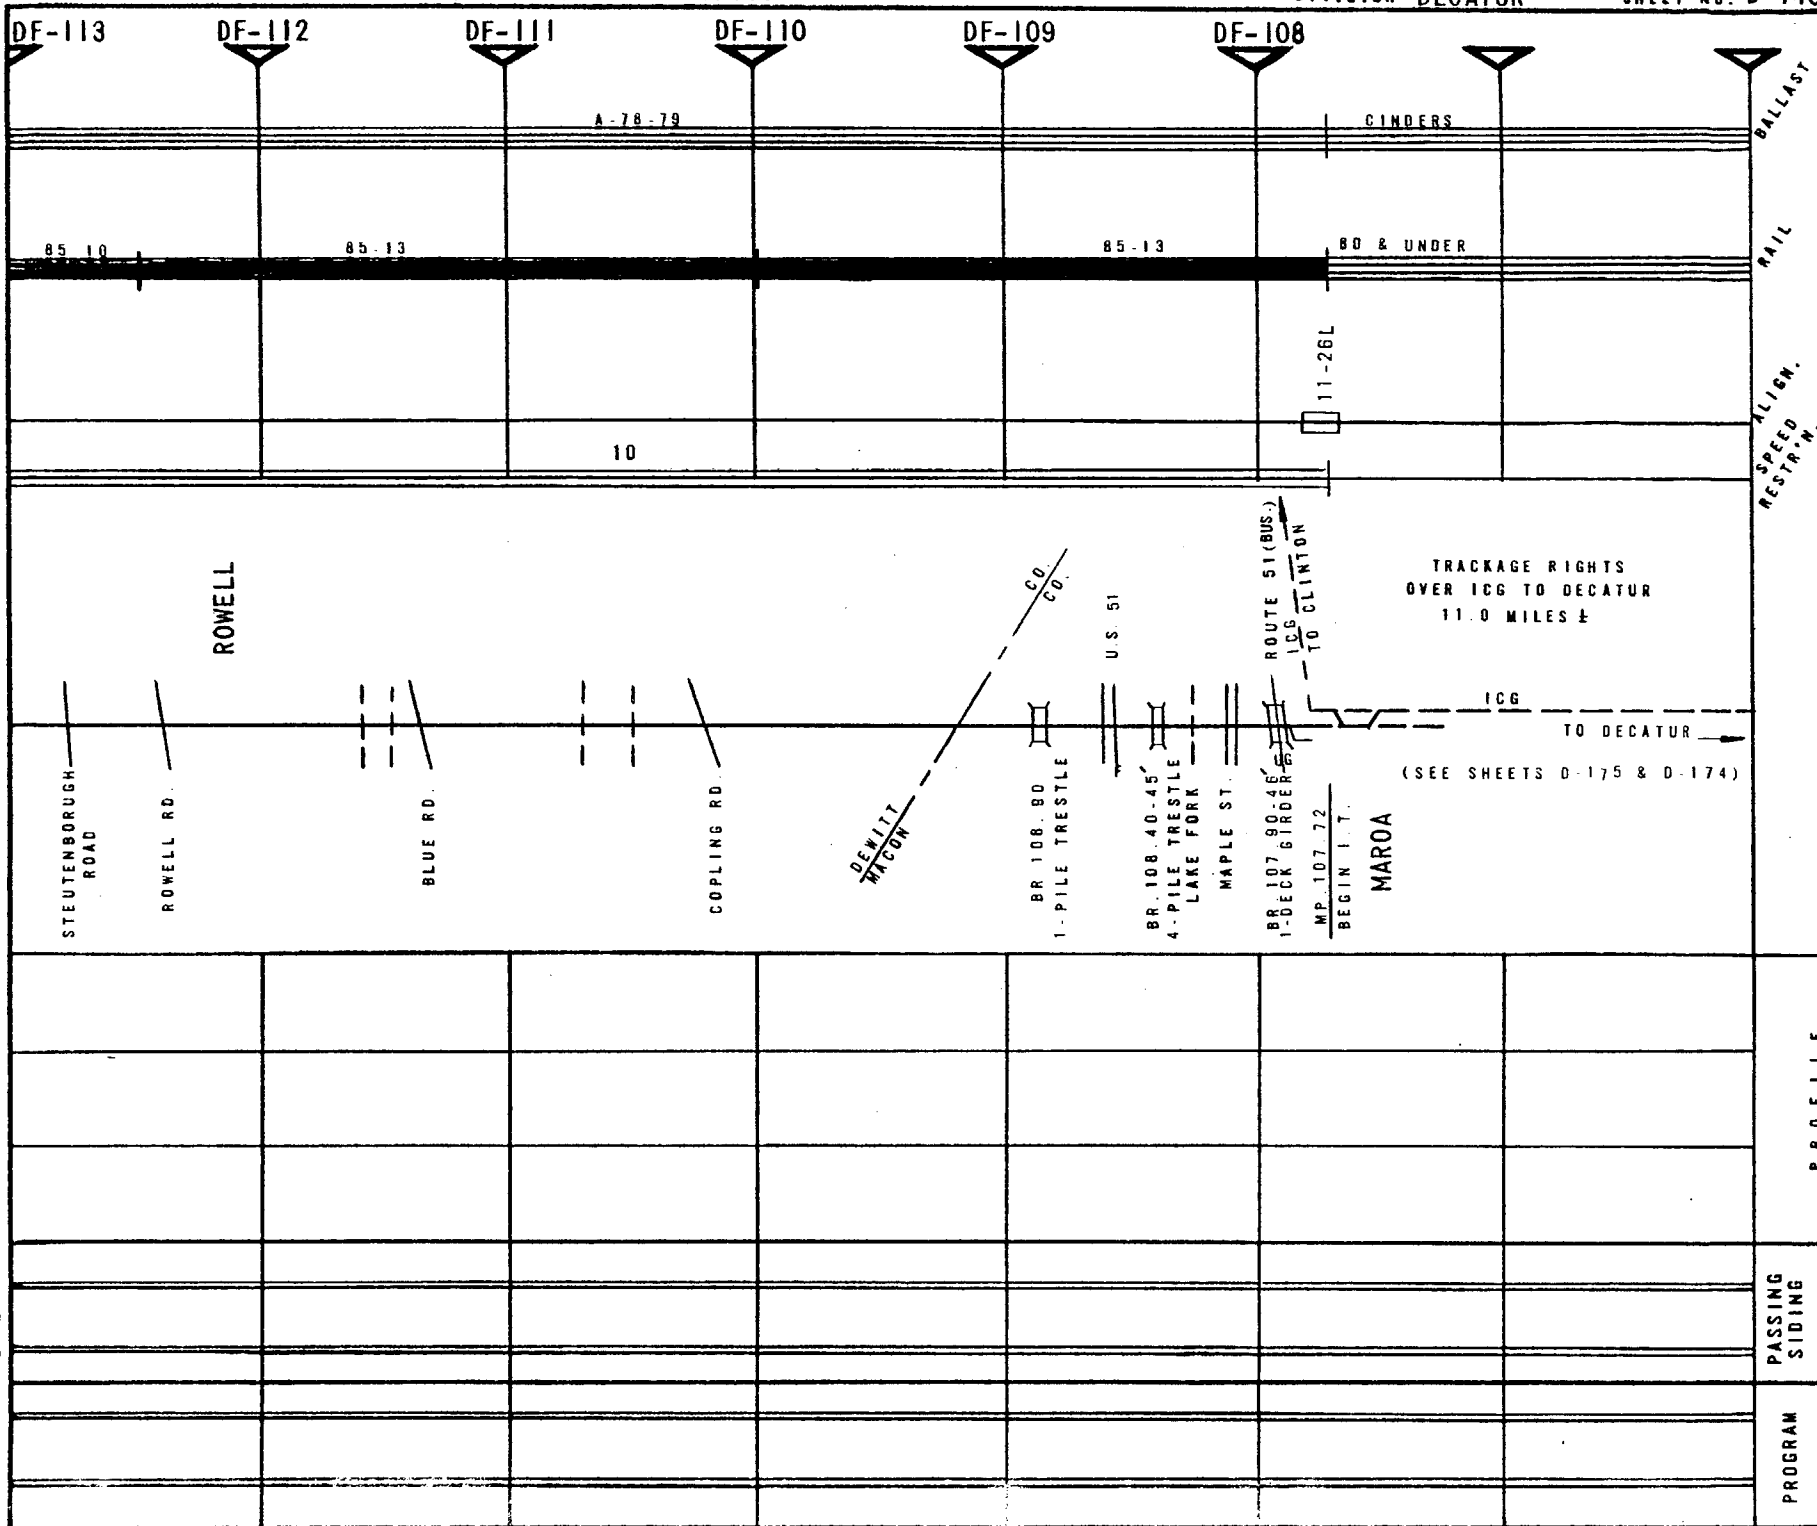 DECATUR
DF-113 DF-112 DF-111 DF-110 DF-109 DF-108
A-78-79
CINDERS
BALLAST
85 10
85-13
85-13
80 & UNDER
RAIL
11-26L
ALIGN.
10
SPEED
RESTR'N.
ROWELL
CO.
CO.
U.S. 51
ROUTE 51 (BUS.)
ICG
TO CLINTON
TRACKAGE RIGHTS
OVER ICG TO DECATUR
11.0 MILES ±
ICG
TO DECATUR
(SEE SHEETS D-175 & D-174)
STEUTENBOROUGH
ROAD
ROWELL RD.
BLUE RD.
COPLING RD.
DEWITT
MACON
BR 108.80
1-PILE TRESTLE
BR. 108.40-45'
4-PILE TRESTLE
LAKE FORK
MAPLE ST.
BR. 107.90-46'
1-DECK GIRDER
UG
MP. 107.72
BEGIN I.T.
MAROA
PROFILE
PASSING
SIDING
PROGRAM